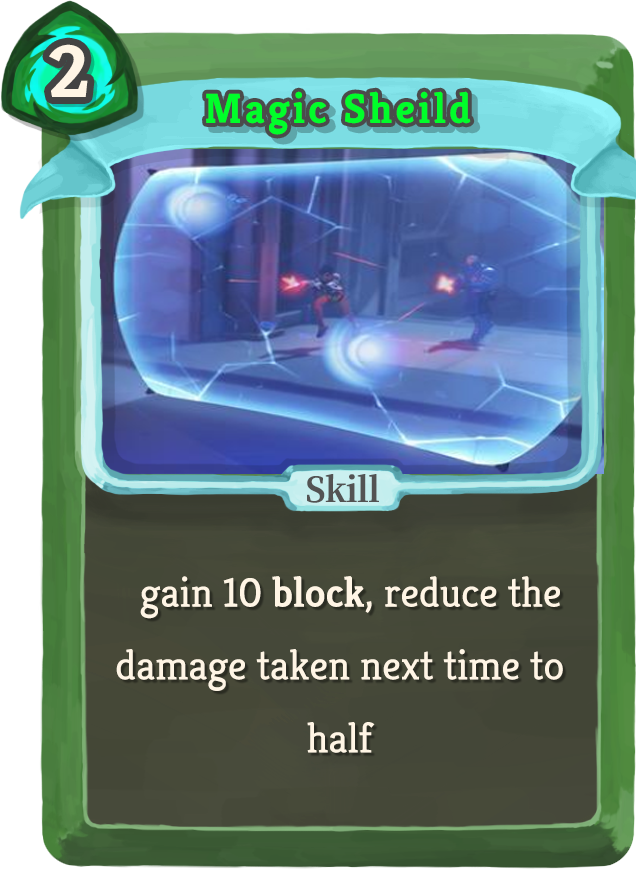 2
Magic Sheild
Skill
gain 10 block, reduce the
damage taken next time to
half